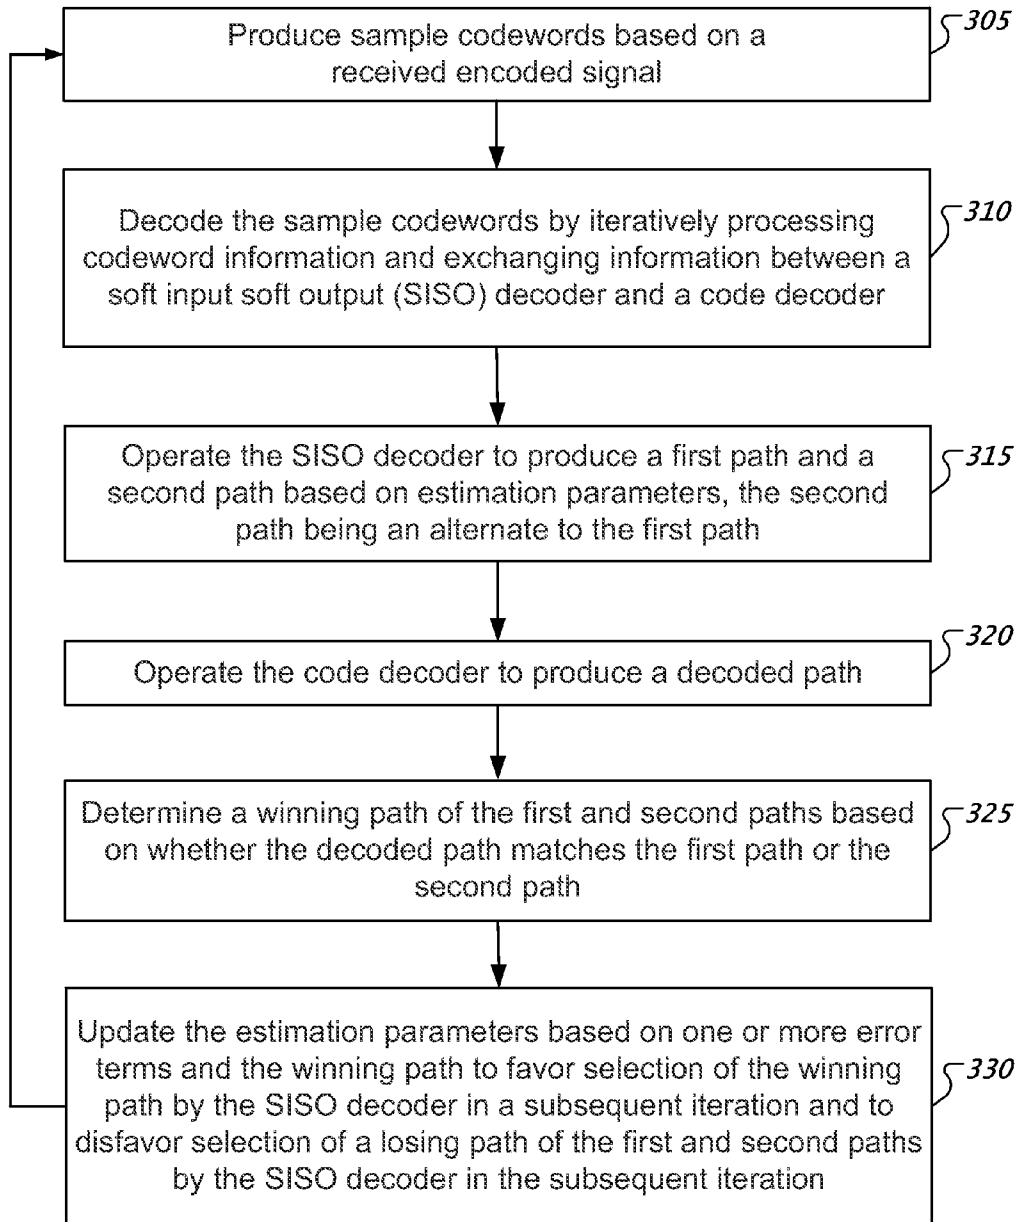 Produce sample codewords based on a
received encoded signal
305
Decode the sample codewords by iteratively processing
codeword information and exchanging information between a
soft input soft output (SISO) decoder and a code decoder
310
Operate the SISO decoder to produce a first path and a
second path based on estimation parameters, the second
path being an alternate to the first path
315
Operate the code decoder to produce a decoded path
320
Determine a winning path of the first and second paths based
on whether the decoded path matches the first path or the
second path
325
Update the estimation parameters based on one or more error
terms and the winning path to favor selection of the winning
path by the SISO decoder in a subsequent iteration and to
disfavor selection of a losing path of the first and second paths
by the SISO decoder in the subsequent iteration
330